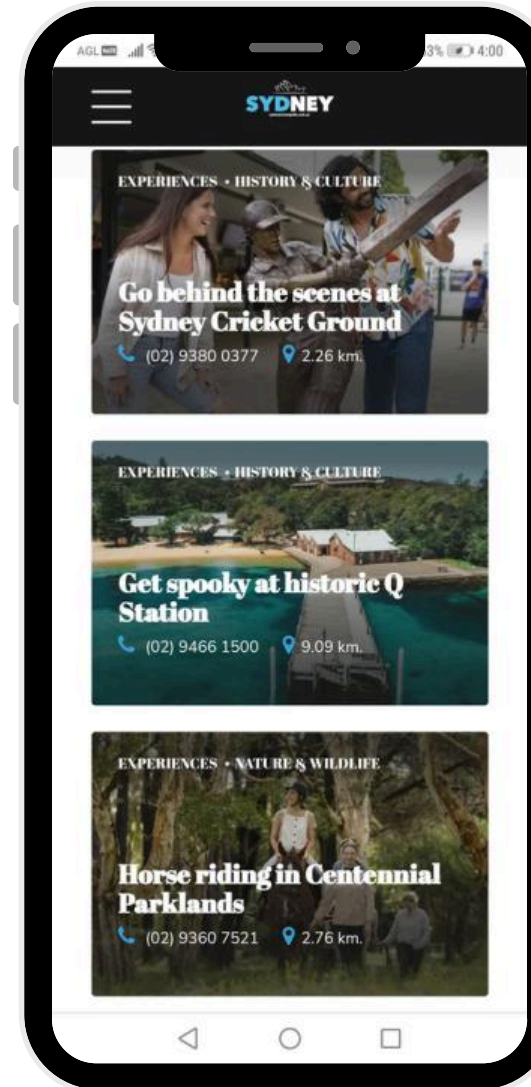 AGL
3% 4:00
SYDNEY
EXPERIENCES • HISTORY & CULTURE
Go behind the scenes at
Sydney Cricket Ground
(02) 9380 0377 2.26 km.
EXPERIENCES • HISTORY & CULTURE
Get spooky at historic Q
Station
(02) 9466 1500 9.09 km.
EXPERIENCES • NATURE & WILDLIFE
Horse riding in Centennial
Parklands
(02) 9360 7521 2.76 km.